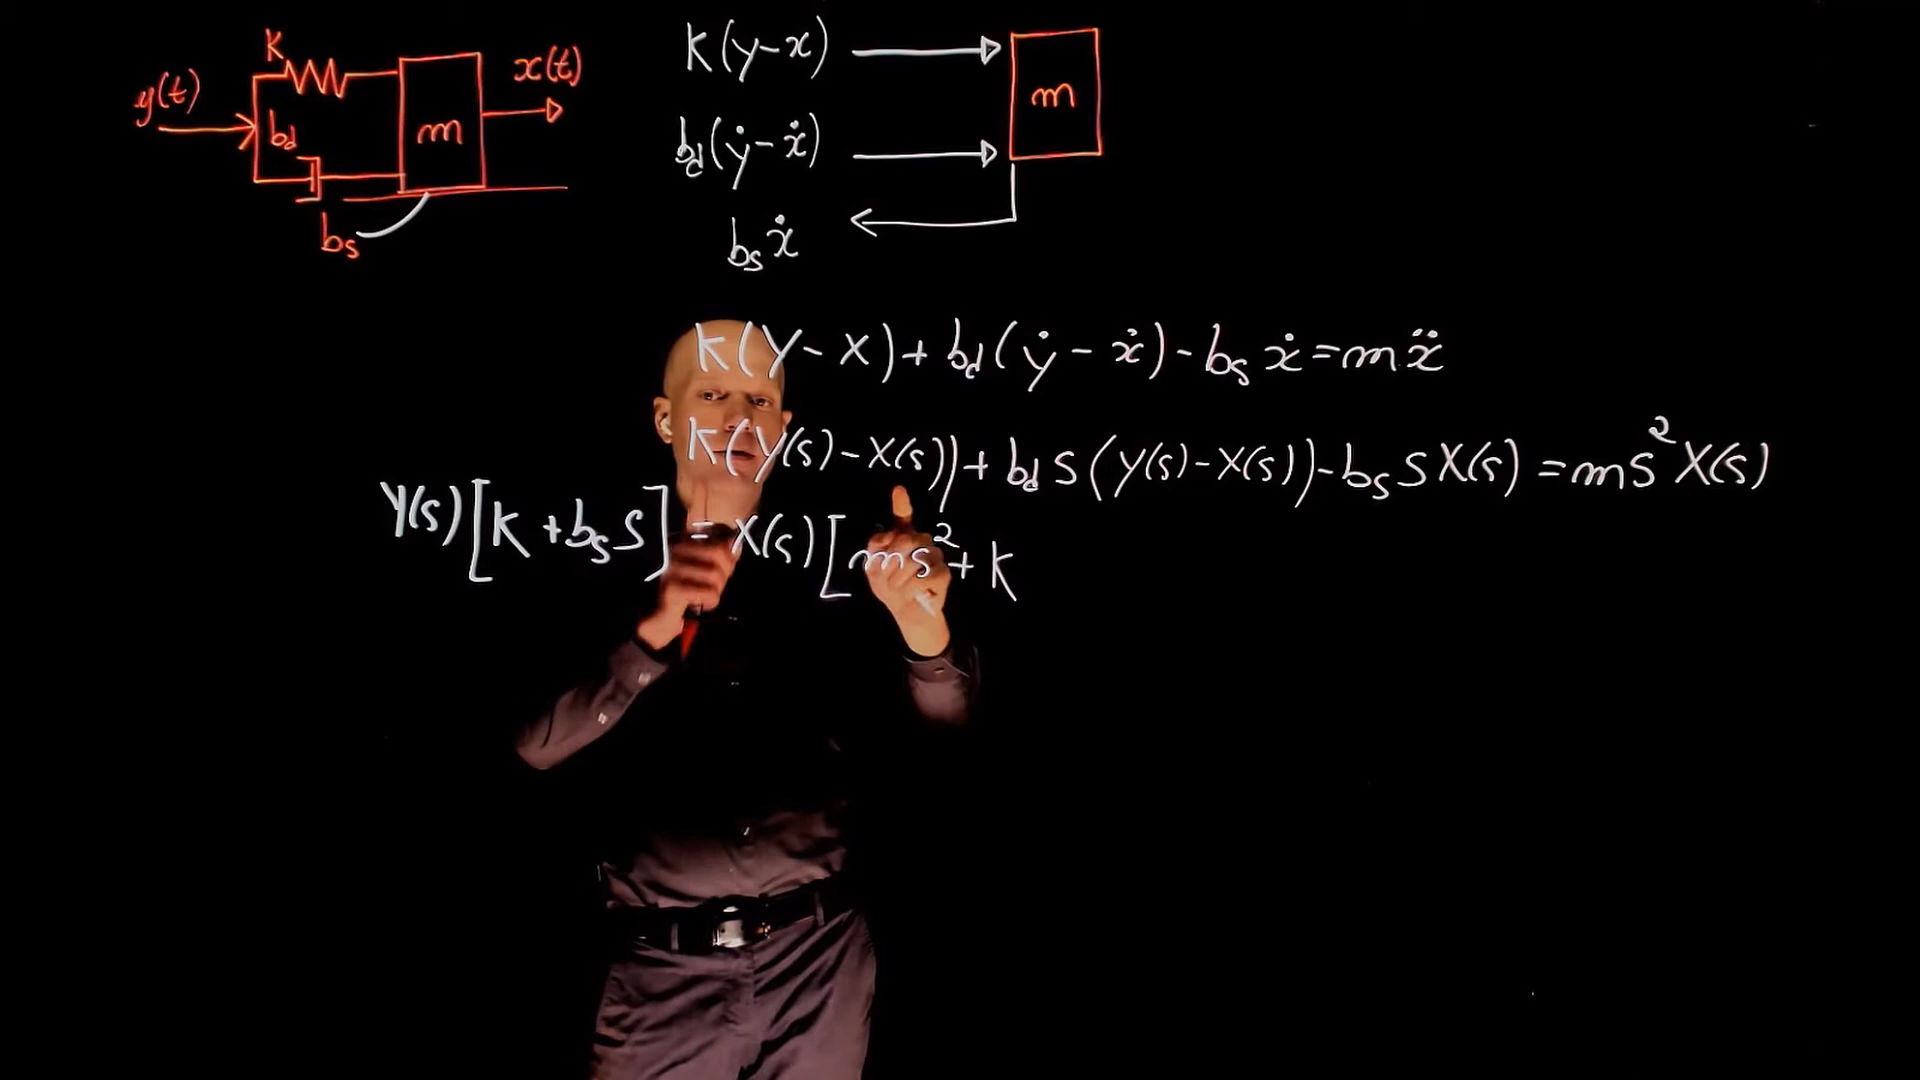 y(t)
k
bd
m
x(t)
bs
k(y-x)
bd(ẏ-ẋ)
bsẋ
m
k(y-x)+bd(ẏ-ẋ)-bsẋ=mẍ
k(Y(s)-X(s))+bdS(Y(s)-X(s))-bsSX(s)=ms²X(s)
Y(s)[k+bsS]=X(s)[ms²+k